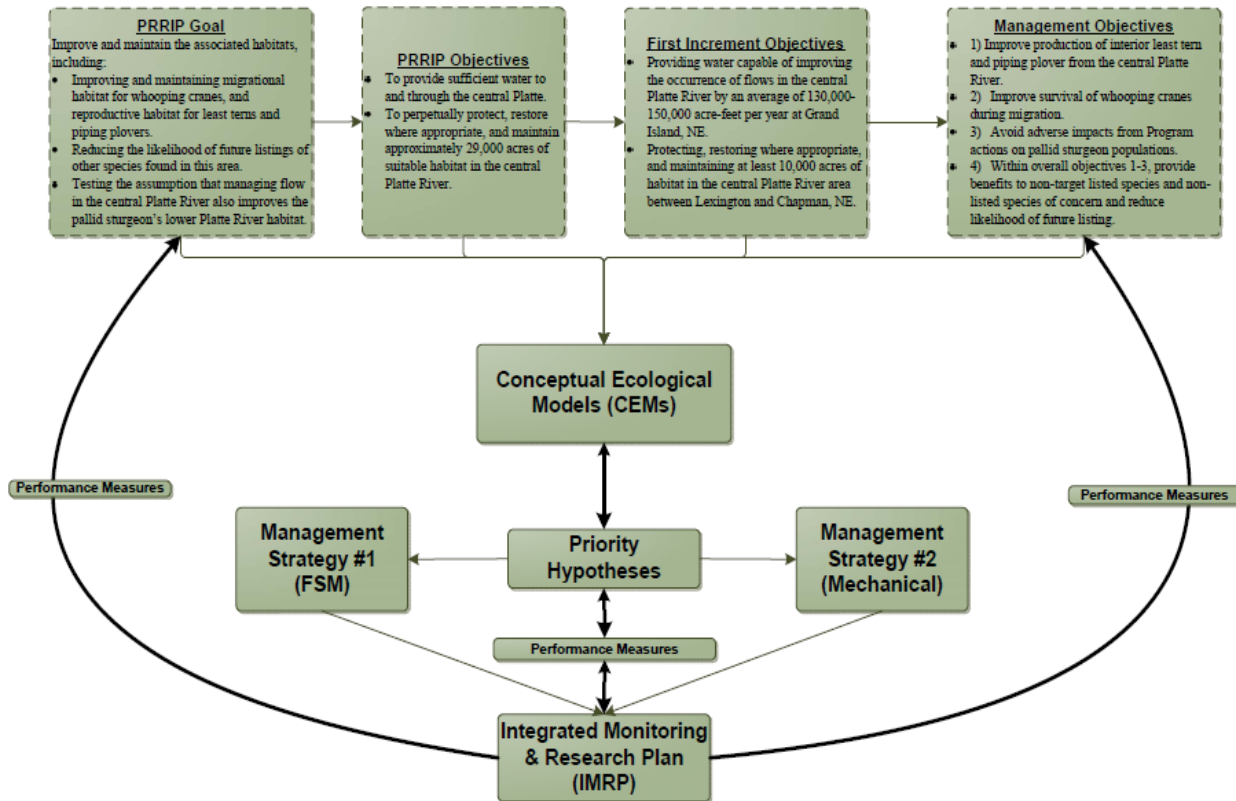 PRRIP Goal
Improve and maintain the associated habitats,
including:
• Improving and maintaining migrational
habitat for whooping cranes, and
reproductive habitat for least terns and
piping plovers.
• Reducing the likelihood of future listings of
other species found in this area.
• Testing the assumption that managing flow
in the central Platte River also improves the
pallid sturgeon's lower Platte River habitat.
PRRIP Objectives
• To provide sufficient water to
and through the central Platte.
• To perpetually protect, restore
where appropriate, and maintain
approximately 29,000 acres of
suitable habitat in the central
Platte River.
First Increment Objectives
• Providing water capable of improving
the occurrence of flows in the central
Platte River by an average of 130,000-
150,000 acre-feet per year at Grand
Island, NE.
• Protecting, restoring where appropriate,
and maintaining at least 10,000 acres of
habitat in the central Platte River area
between Lexington and Chapman, NE.
Management Objectives
• 1) Improve production of interior least tern
and piping plover from the central Platte
River.
• 2) Improve survival of whooping cranes
during migration.
• 3) Avoid adverse impacts from Program
actions on pallid sturgeon populations.
• 4) Within overall objectives 1-3, provide
benefits to non-target listed species and non-
listed species of concern and reduce
likelihood of future listing.
Conceptual Ecological
Models (CEMs)
Performance Measures
Performance Measures
Management
Strategy #1
(FSM)
Priority
Hypotheses
Management
Strategy #2
(Mechanical)
Performance Measures
Integrated Monitoring
& Research Plan
(IMRP)